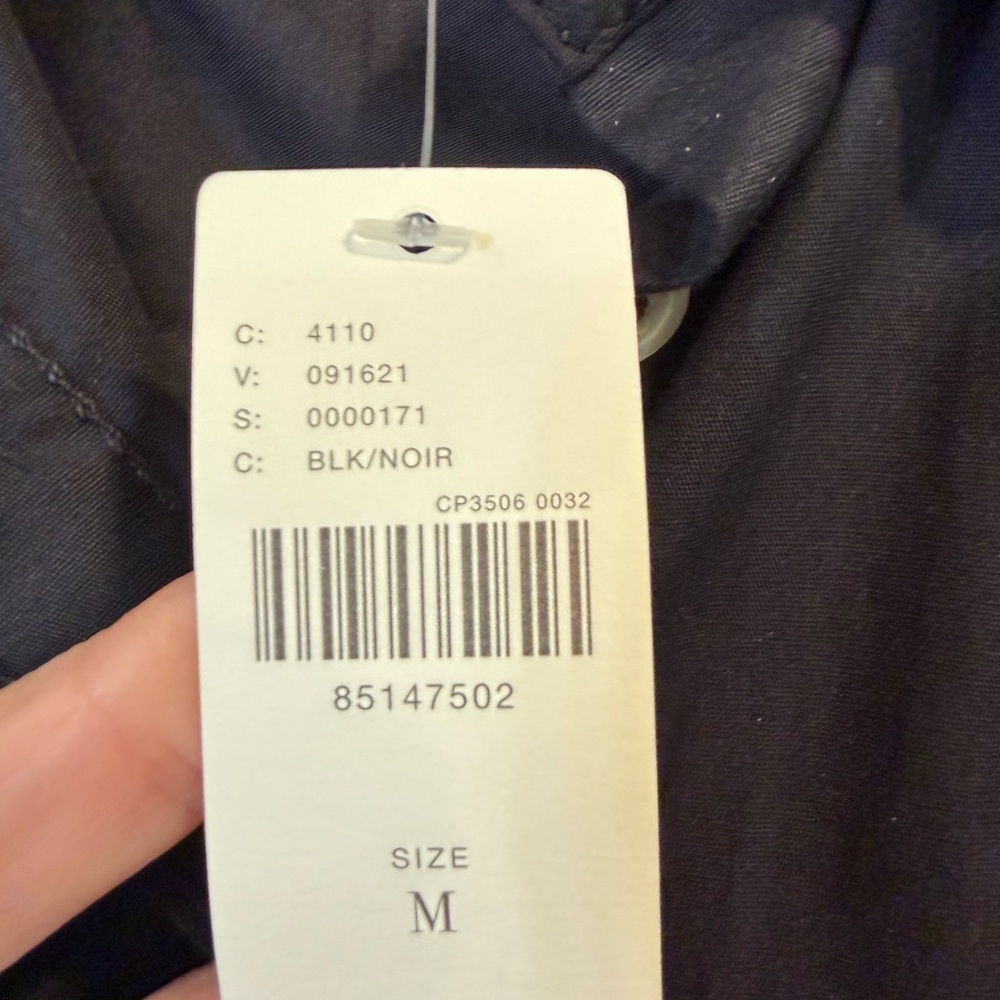 C: 4110
V: 091621
S: 0000171
C: BLK/NOIR
CP3506 0032
85147502
SIZE
M